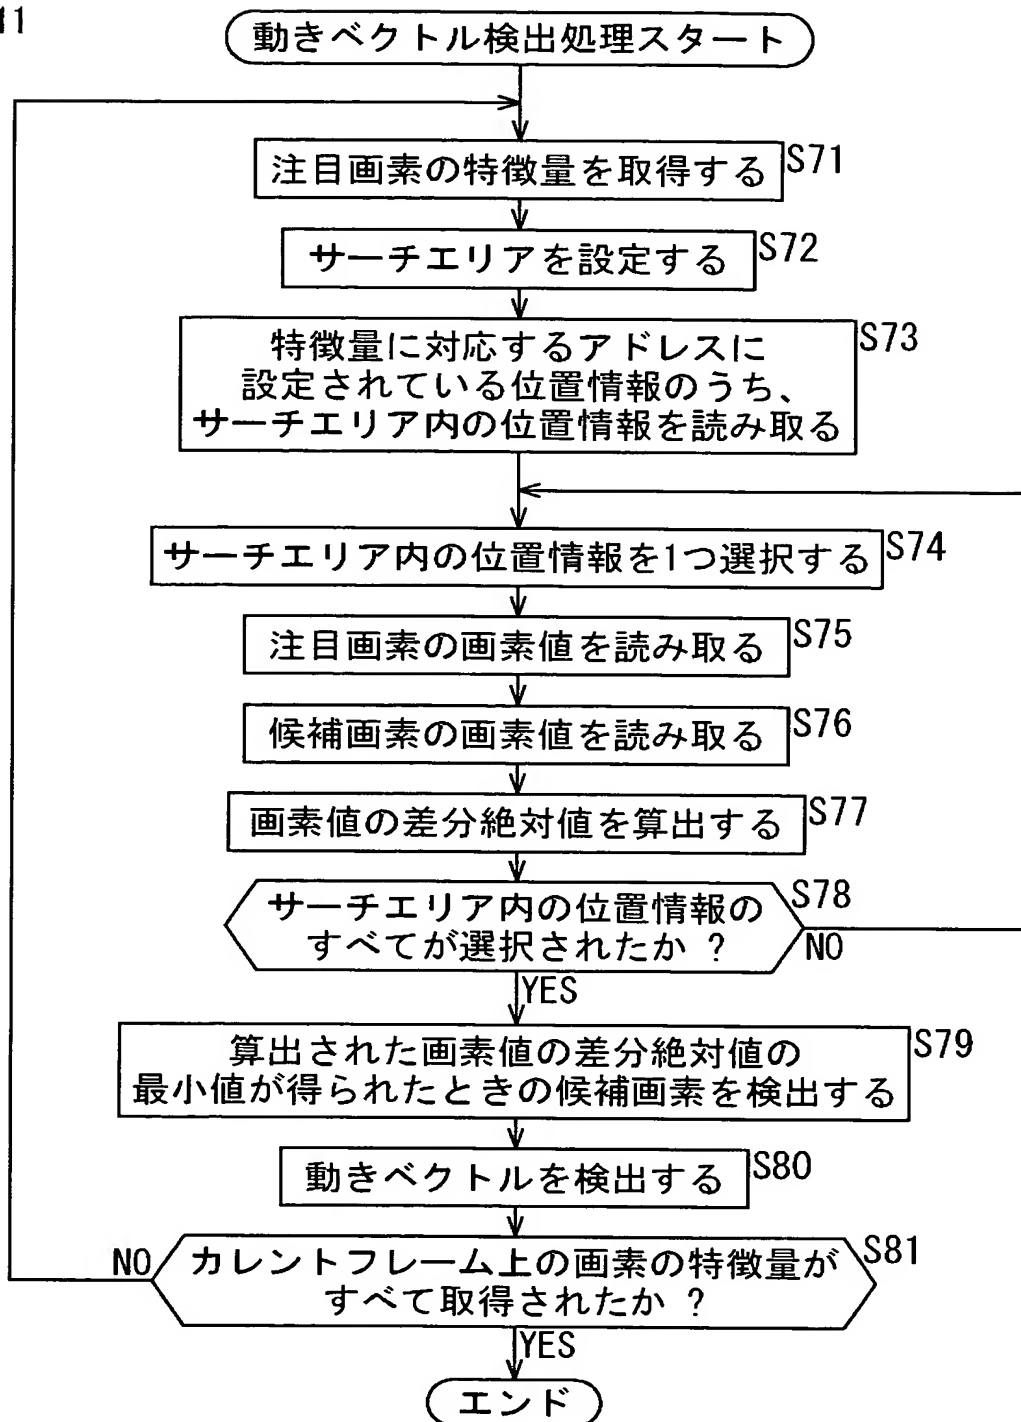 11
動きベクトル検出処理スタート
注目画素の特徴量を取得する
S71
サーチエリアを設定する
S72
特徴量に対応するアドレスに
設定されている位置情報のうち、
サーチエリア内の位置情報を読み取る
S73
サーチエリア内の位置情報を1つ選択する
S74
注目画素の画素値を読み取る
S75
候補画素の画素値を読み取る
S76
画素値の差分絶対値を算出する
S77
サーチエリア内の位置情報の
すべてが選択されたか ?
S78
NO
YES
算出された画素値の差分絶対値の
最小値が得られたときの候補画素を検出する
S79
動きベクトルを検出する
S80
NO
カレントフレーム上の画素の特徴量が
すべて取得されたか ?
S81
YES
エンド